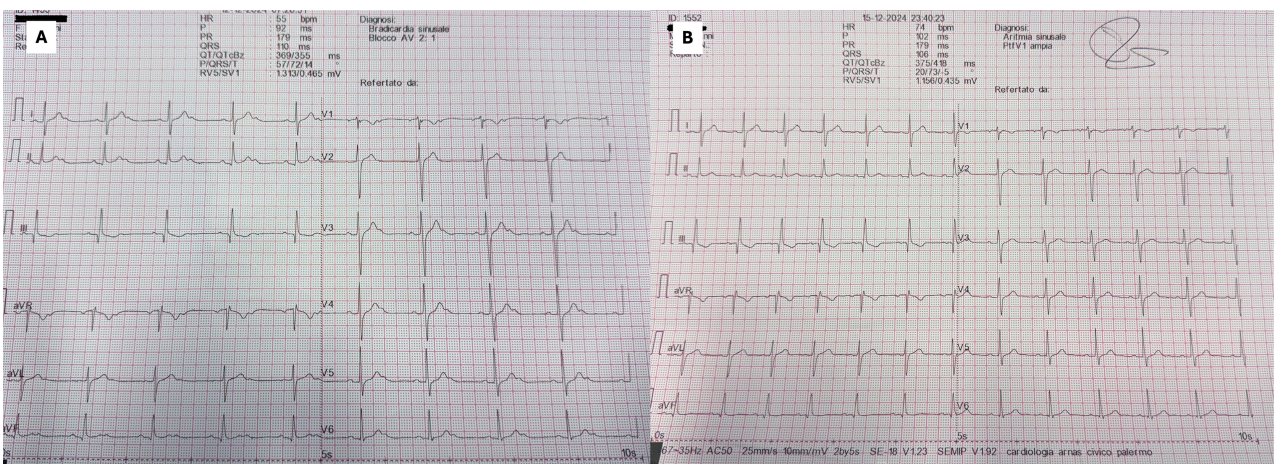 A
HR : 55 bpm
P : 92 ms
PR : 179 ms
QRS : 110 ms
QT/QTcBz : 369/355 ms
P/QRS/T : 57/72/14 °
RV5/SV1 : 1.313/0.465 mV
Diagnosi:
Bradicardia sinusale
Blocco AV 2: 1
Refertato da:
I
II
III
aVR
aVL
aVF
V1
V2
V3
V4
V5
V6
0s
5s
10s
B
ID: 1552
15-12-2024 23:40:23
HR : 74 bpm
P : 102 ms
PR : 179 ms
QRS : 106 ms
QT/QTcBz : 375/418 ms
P/QRS/T : 20/73/-5 °
RV5/SV1 : 1.156/0.435 mV
Diagnosi:
Aritmia sinusale
PtfV1 ampia
Refertato da:
I
II
III
aVR
aVL
aVF
V1
V2
V3
V4
V5
V6
0s
5s
10s
67~35Hz AC50 25mm/s 10mm/mV 2by5s SE-18 V1.23 SEMIP V1.92 cardiologia arnas civico palermo